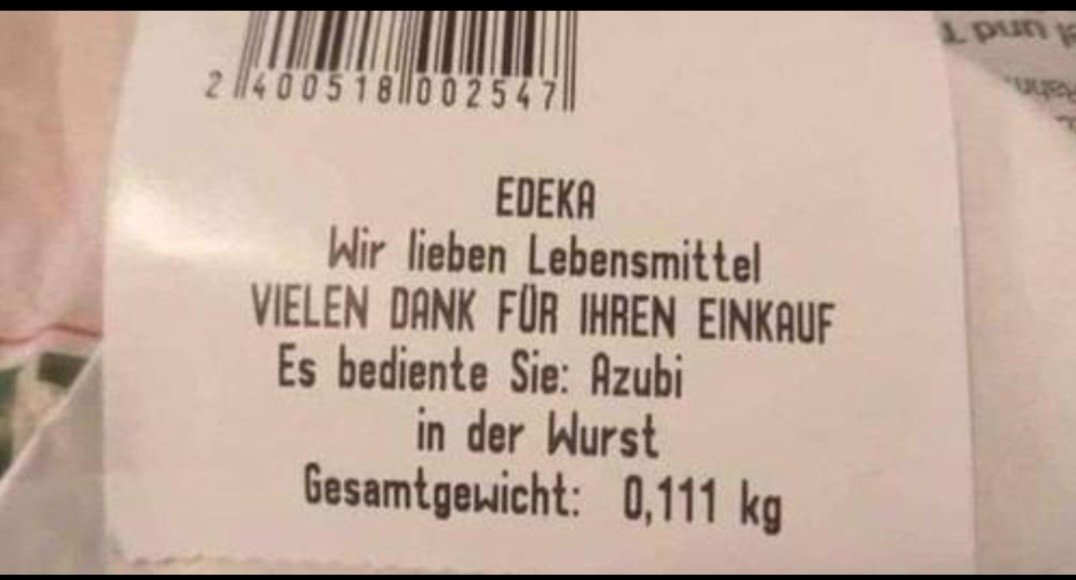 2 400518 002547
EDEKA
Wir lieben Lebensmittel
VIELEN DANK FÜR IHREN EINKAUF
Es bediente Sie: Azubi
in der Wurst
Gesamtgewicht: 0,111 kg
und